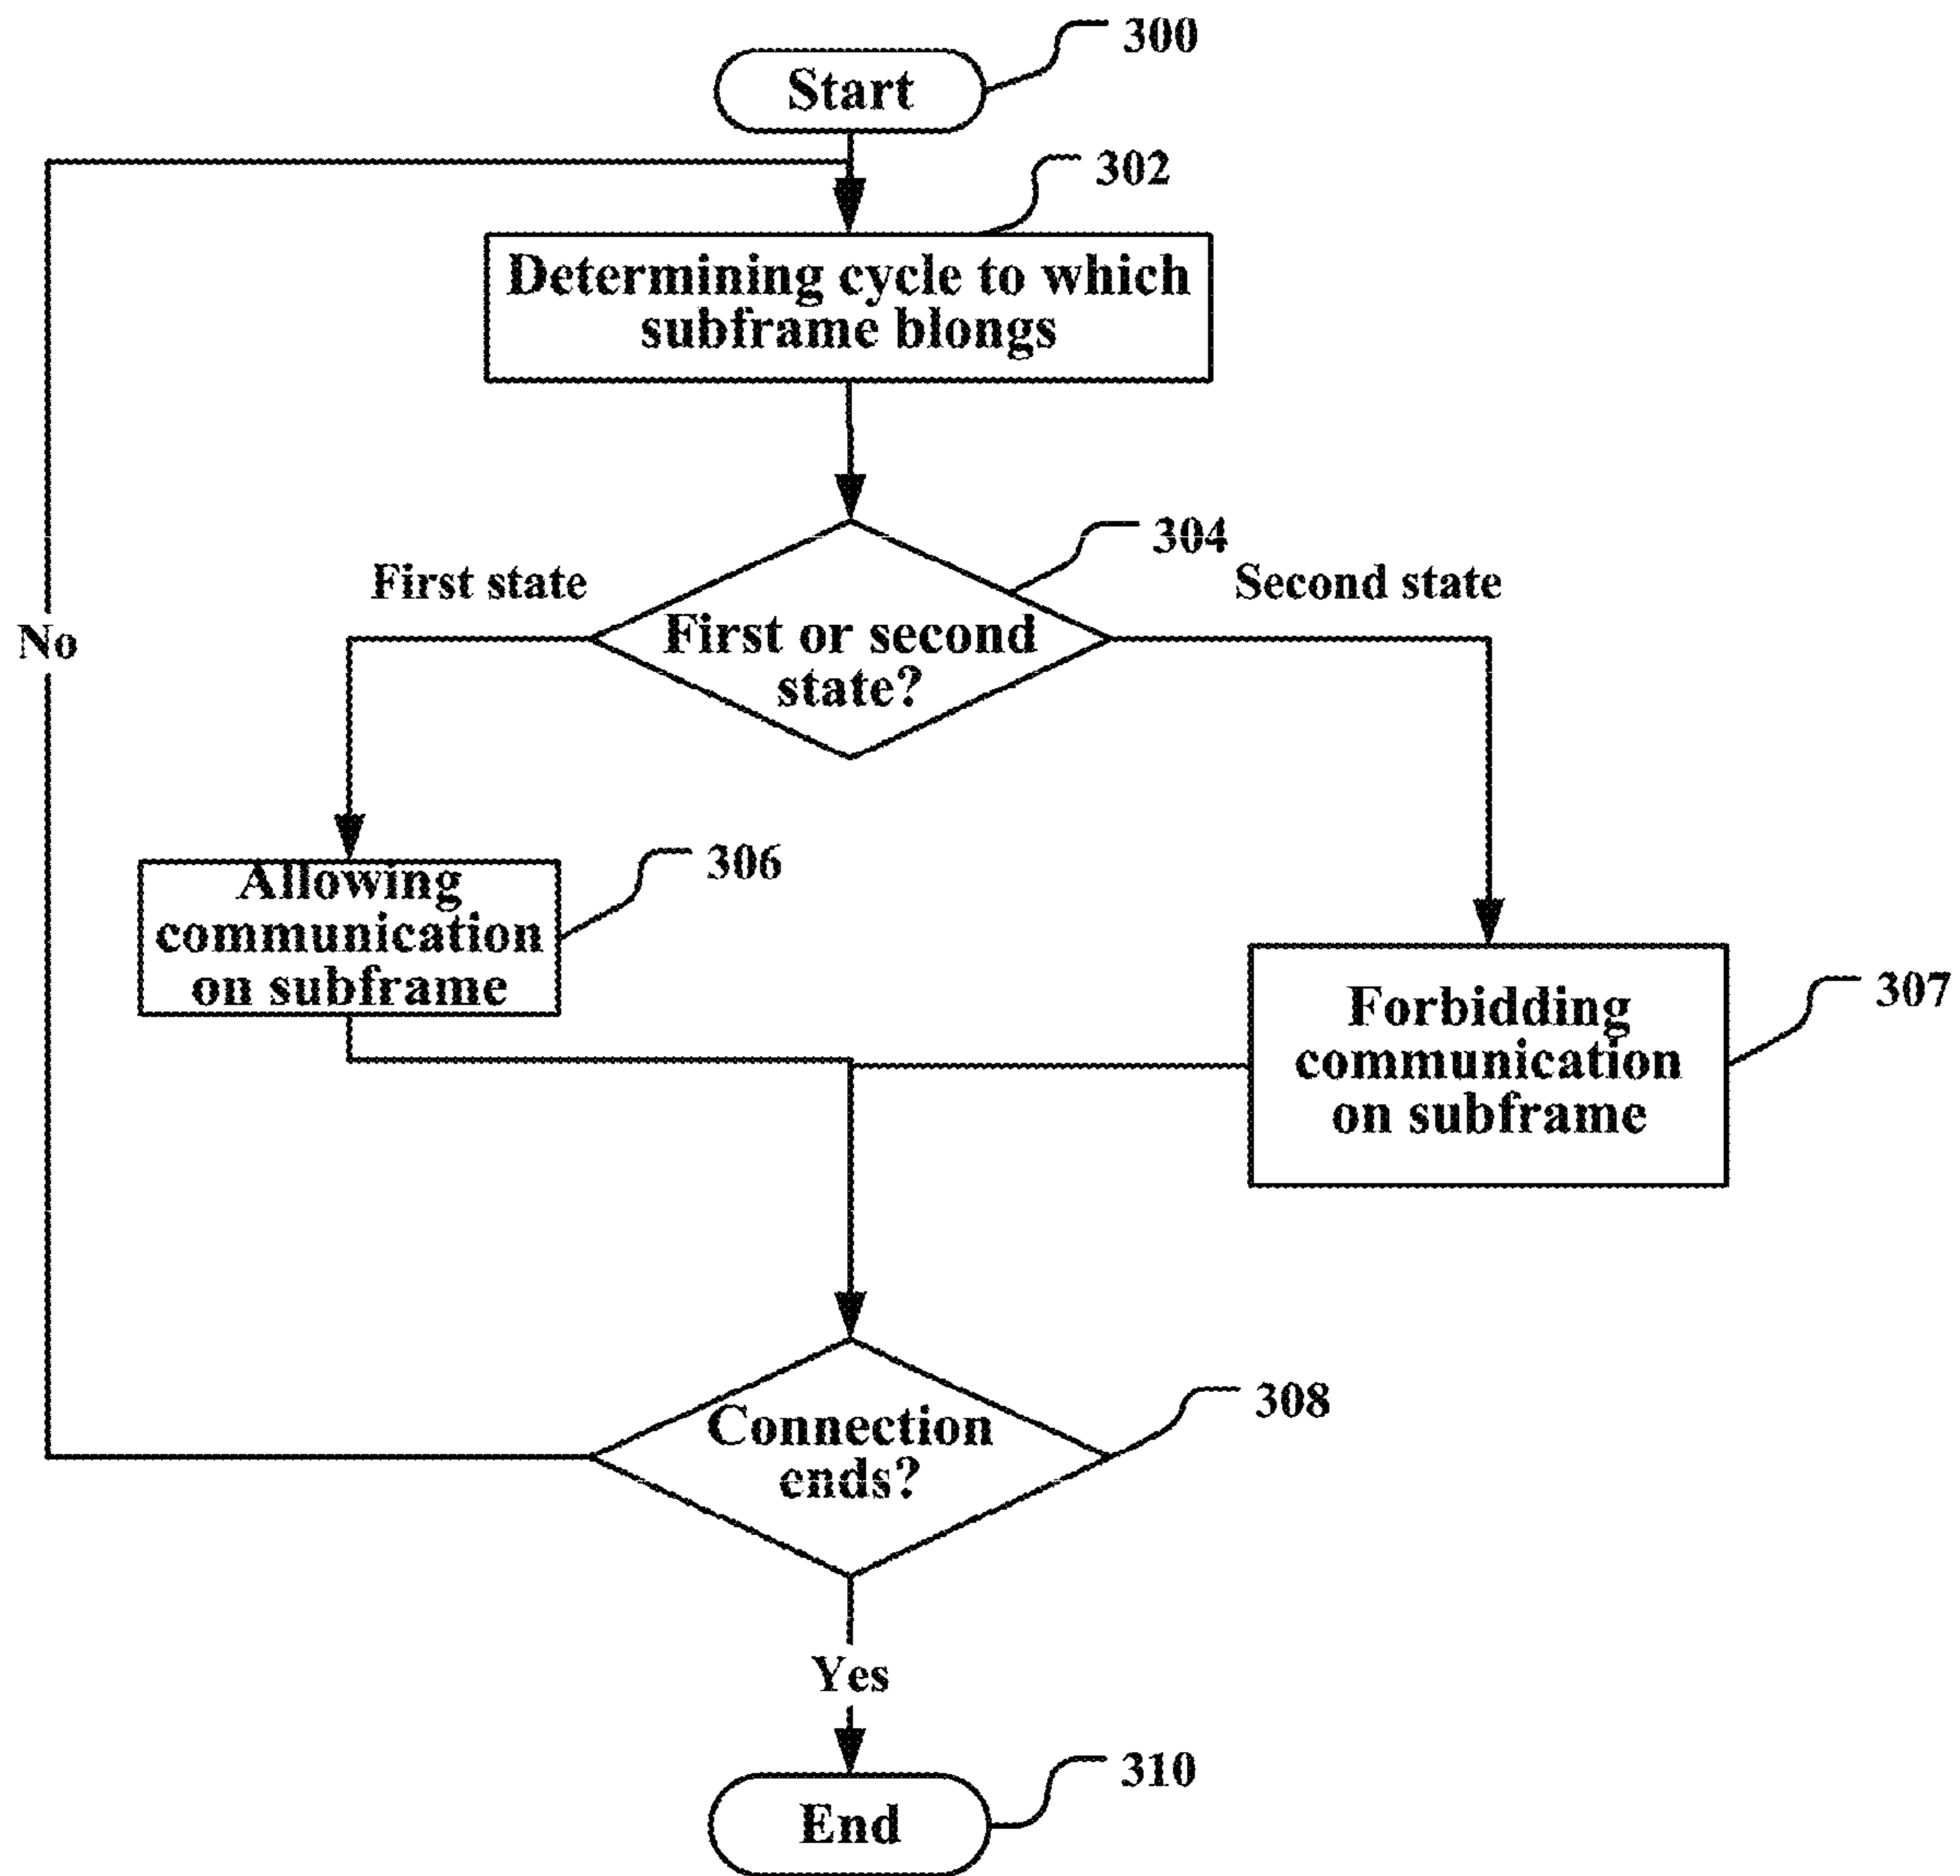 300
Start
302
Determining cycle to which
subframe blongs
304
First state
Second state
No
First or second
state?
306
Allowing
communication
on subframe
307
Forbidding
communication
on subframe
308
Connection
ends?
Yes
310
End